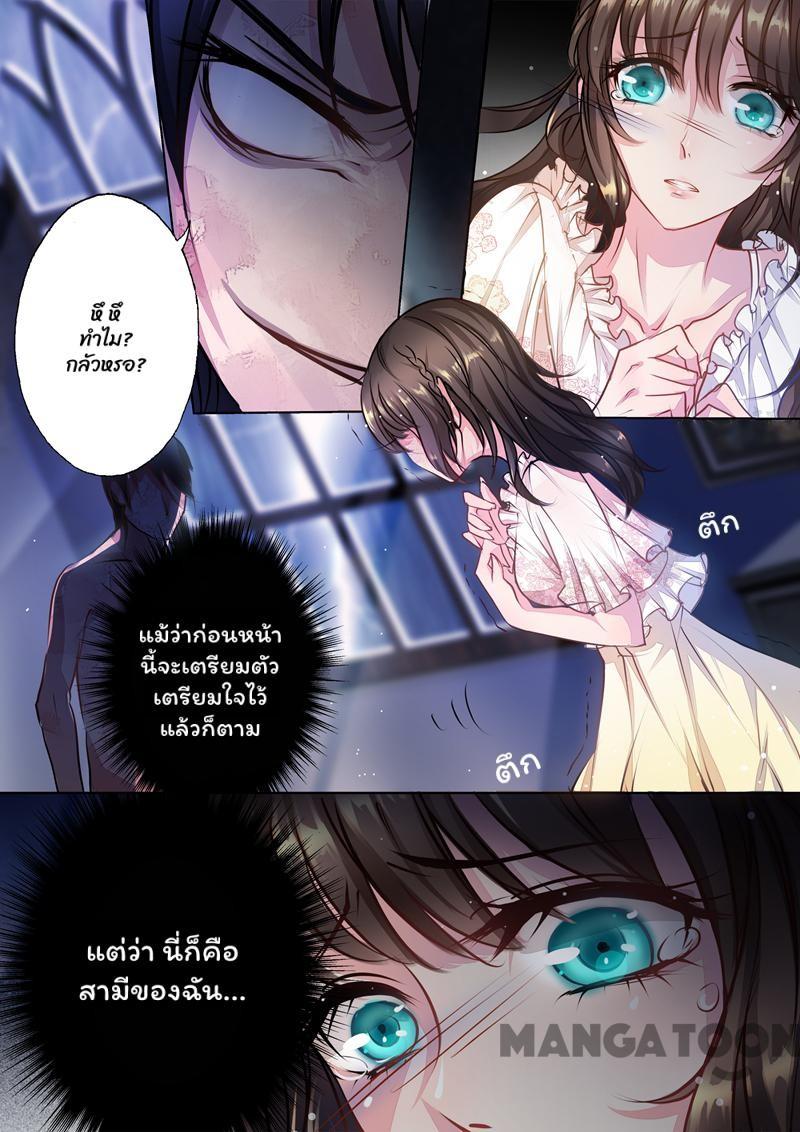 หึ หึ
ทำไม?
กลัวหรอ?
ตึก
แม้ว่าก่อนหน้า
นี้จะเตรียมตัว
เตรียมใจไว้
แล้วก็ตาม
ตึก
แต่ว่า นี่ก็คือ
สามีของฉัน...
MANGATOON